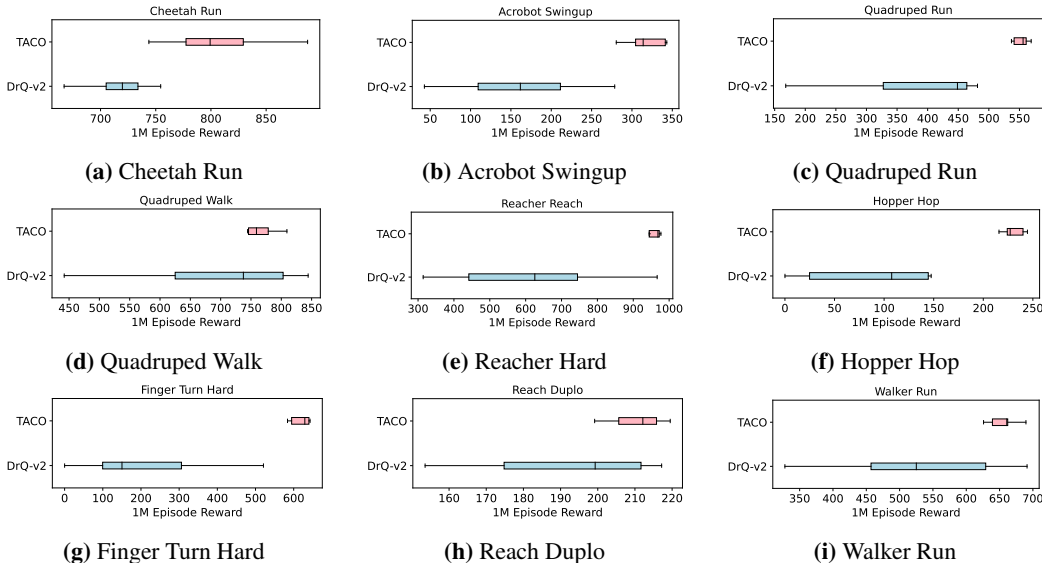 Cheetah Run
TACO
DrQ-v2
700 750 800 850
1M Episode Reward
(a) Cheetah Run
Acrobot Swingup
TACO
DrQ-v2
50 100 150 200 250 300 350
1M Episode Reward
(b) Acrobot Swingup
Quadruped Run
TACO
DrQ-v2
150 200 250 300 350 400 450 500 550
1M Episode Reward
(c) Quadruped Run
Quadruped Walk
TACO
DrQ-v2
450 500 550 600 650 700 750 800 850
1M Episode Reward
(d) Quadruped Walk
Reacher Reach
TACO
DrQ-v2
300 400 500 600 700 800 900 1000
1M Episode Reward
(e) Reacher Hard
Hopper Hop
TACO
DrQ-v2
0 50 100 150 200 250
1M Episode Reward
(f) Hopper Hop
Finger Turn Hard
TACO
DrQ-v2
0 100 200 300 400 500 600
1M Episode Reward
(g) Finger Turn Hard
Reach Duplo
TACO
DrQ-v2
160 170 180 190 200 210 220
1M Episode Reward
(h) Reach Duplo
Walker Run
TACO
DrQ-v2
350 400 450 500 550 600 650 700
1M Episode Reward
(i) Walker Run